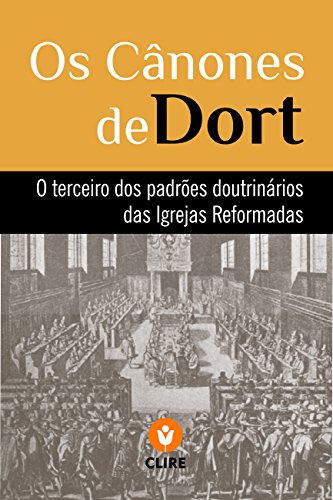 Os Cânones
de Dort
O terceiro dos padrões doutrinários
das Igrejas Reformadas
CLIRE